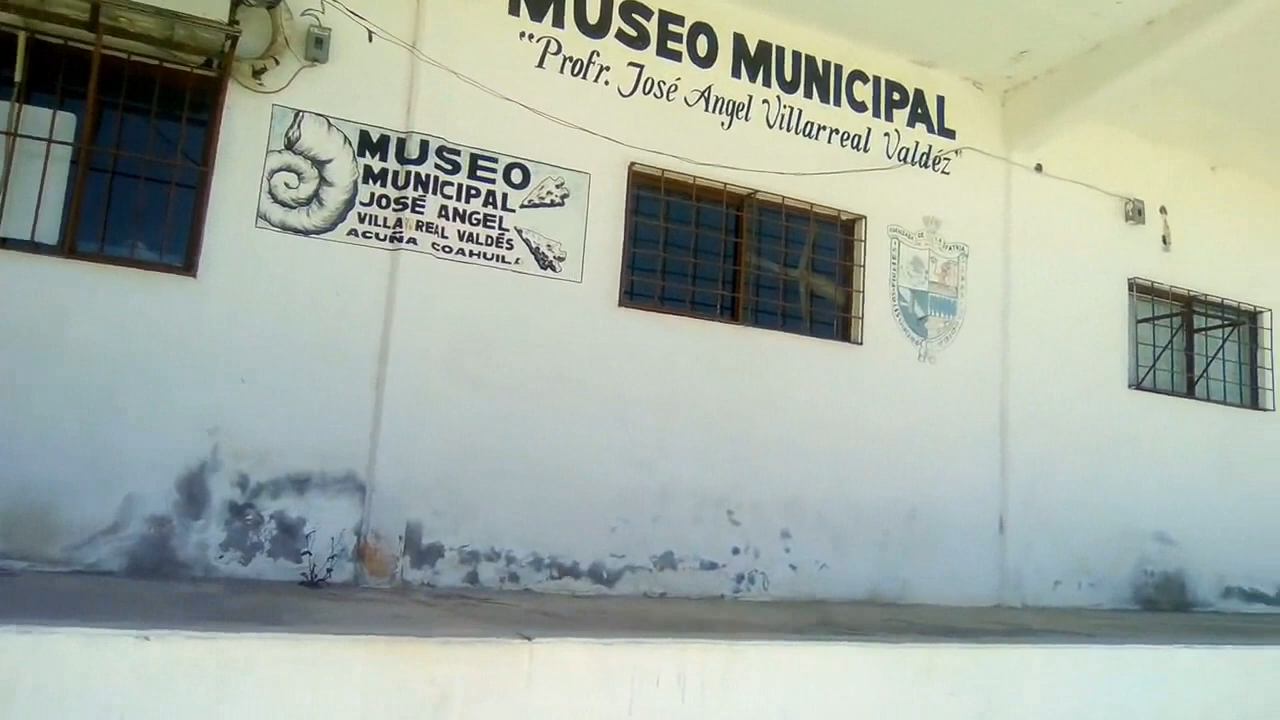 MUSEO MUNICIPAL
"Profr. José Angel Villarreal Valdéz"
MUSEO
MUNICIPAL
JOSÉ ANGEL
VILLARREAL VALDÉS
ACUÑA COAHUILA